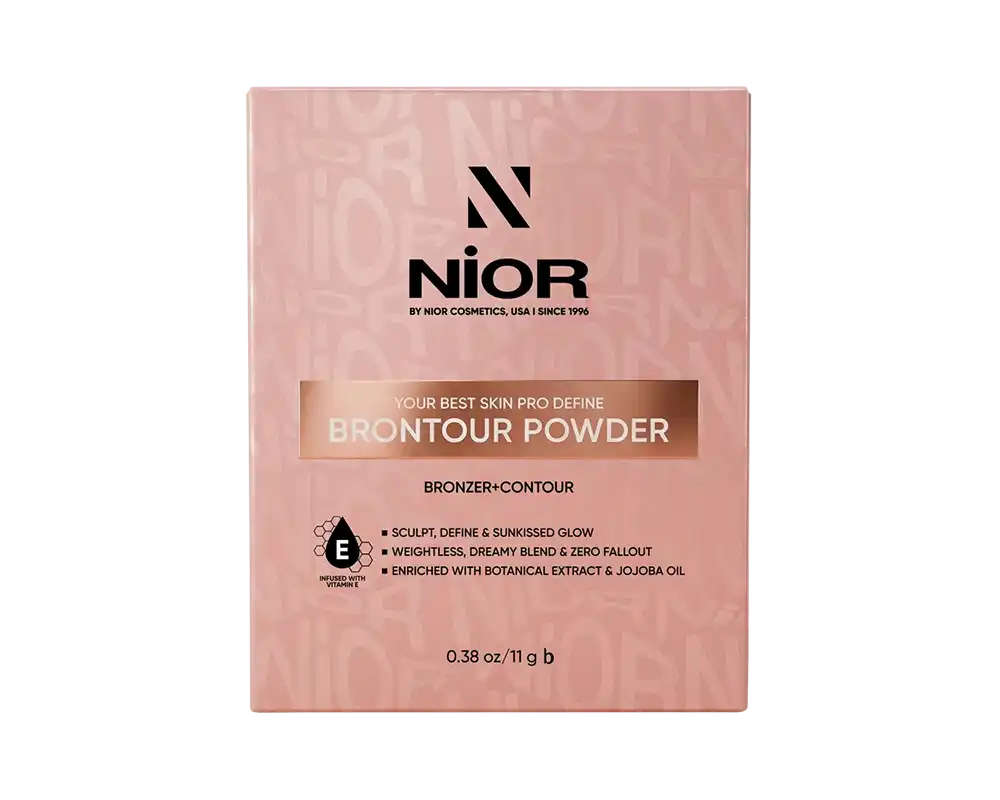 N
NiOR
BY NIOR COSMETICS, USA I SINCE 1996
YOUR BEST SKIN PRO DEFINE
BRONTOUR POWDER
BRONZER+CONTOUR
E
INFUSED WITH
VITAMIN E
■ SCULPT, DEFINE & SUNKISSED GLOW
■ WEIGHTLESS, DREAMY BLEND & ZERO FALLOUT
■ ENRICHED WITH BOTANICAL EXTRACT & JOJOBA OIL
0.38 oz/11 g b